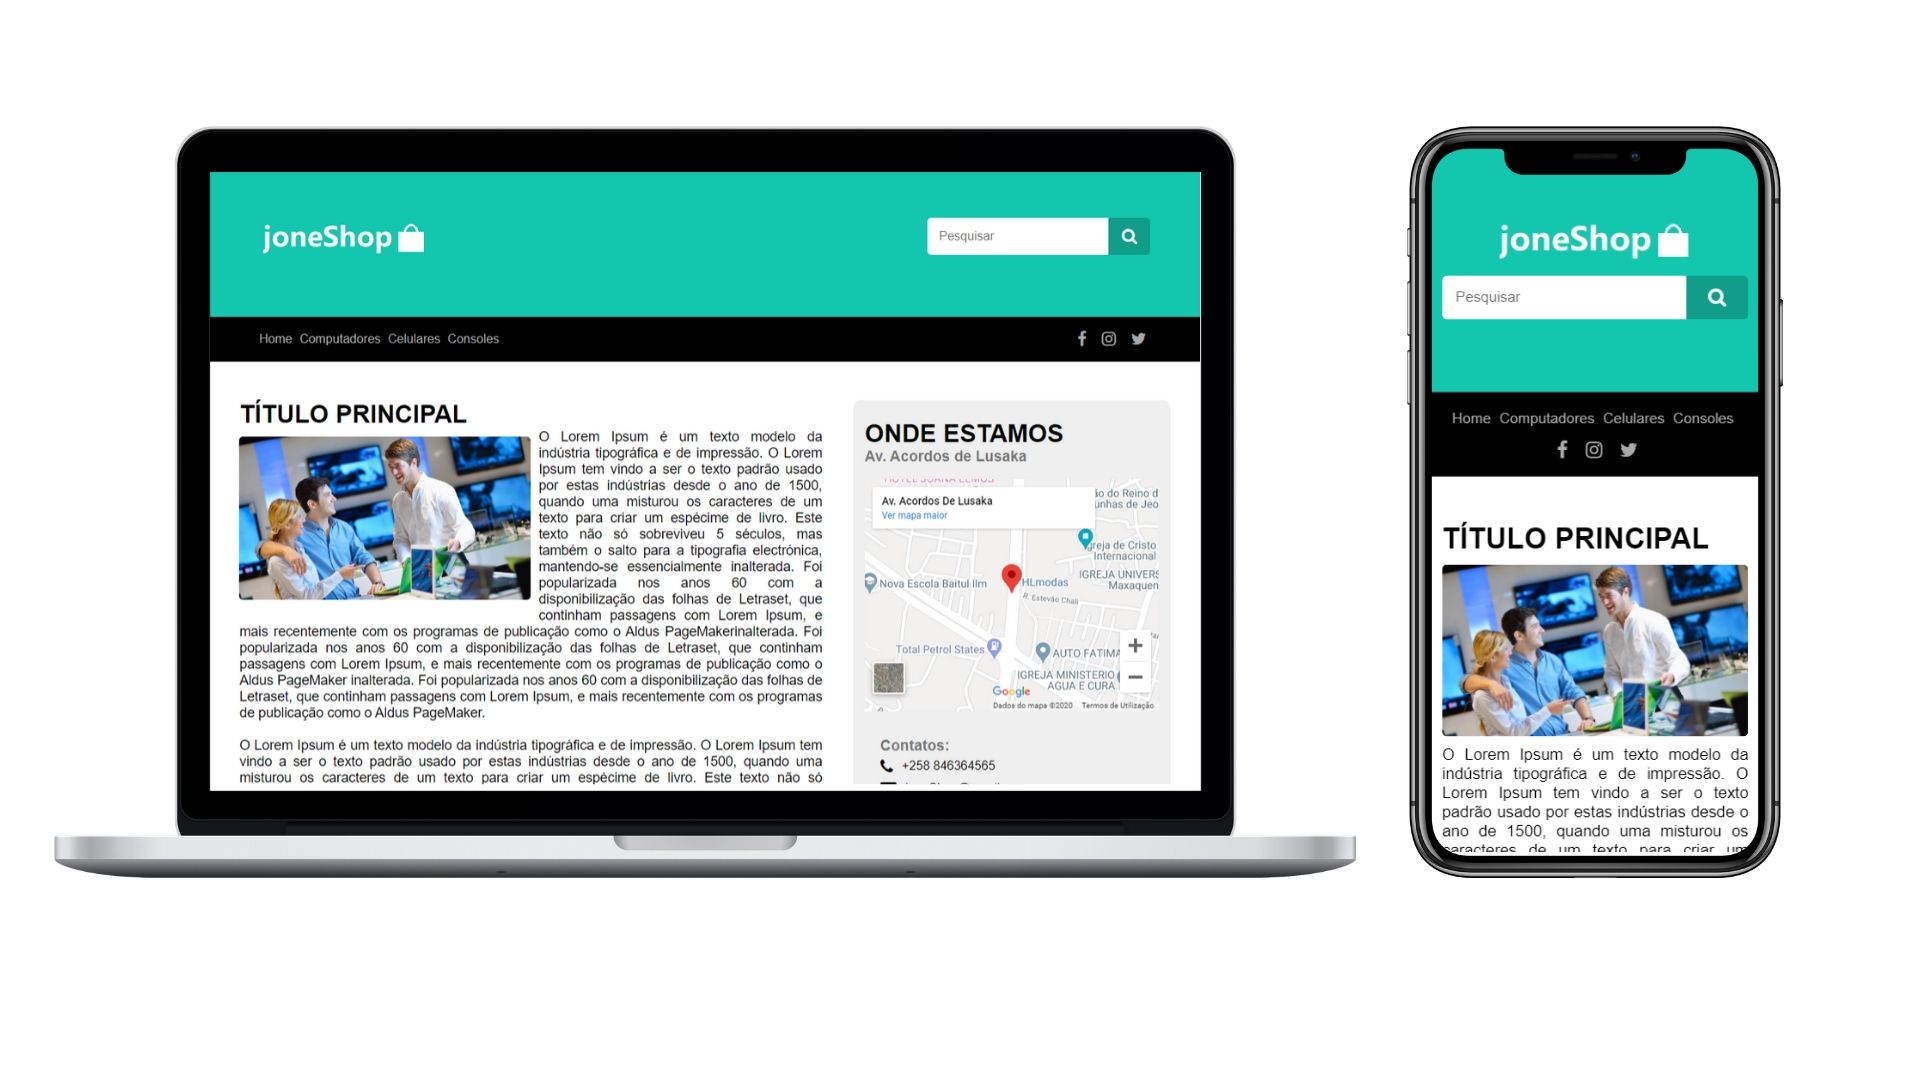 joneShop
Pesquisar
Home Computadores Celulares Consoles
TÍTULO PRINCIPAL
O Lorem Ipsum é um texto modelo da
indústria tipográfica e de impressão. O Lorem
Ipsum tem vindo a ser o texto padrão usado
por estas indústrias desde o ano de 1500,
quando uma misturou os caracteres de um
texto para criar um espécime de livro. Este
texto não só sobreviveu 5 séculos, mas
também o salto para a tipografia electrónica,
mantendo-se essencialmente inalterada. Foi
popularizada nos anos 60 com a
disponibilização das folhas de Letraset, que
continham passagens com Lorem Ipsum, e
mais recentemente com os programas de publicação como o Aldus PageMakerinalterada. Foi
popularizada nos anos 60 com a disponibilização das folhas de Letraset, que continham
passagens com Lorem Ipsum, e mais recentemente com os programas de publicação como o
Aldus PageMaker inalterada. Foi popularizada nos anos 60 com a disponibilização das folhas de
Letraset, que continham passagens com Lorem Ipsum, e mais recentemente com os programas
de publicação como o Aldus PageMaker.
O Lorem Ipsum é um texto modelo da indústria tipográfica e de impressão. O Lorem Ipsum tem
vindo a ser o texto padrão usado por estas indústrias desde o ano de 1500, quando uma
misturou os caracteres de um texto para criar um espécime de livro. Este texto não só
ONDE ESTAMOS
Av. Acordos de Lusaka
HOTEL JOANA LEMOS
Av. Acordos De Lusaka
Ver mapa maior
ão do Reino d
unhas de Jeo
greja de Cristo
Internacional
Nova Escola Baitul Ilm
HLmodas
IGREJA UNIVERS
Maxaquen
R. Estevão Chali
Total Petrol States
AUTO FATIMA
IGREJA MINISTERIO
AGUA E CURA
Google
Dados do mapa ©2020 Termos de Utilização
Contatos:
+258 846364565
joneShop
Pesquisar
Home Computadores Celulares Consoles
TÍTULO PRINCIPAL
O Lorem Ipsum é um texto modelo da
indústria tipográfica e de impressão. O
Lorem Ipsum tem vindo a ser o texto
padrão usado por estas indústrias desde o
ano de 1500, quando uma misturou os
caracteres de um texto para criar um